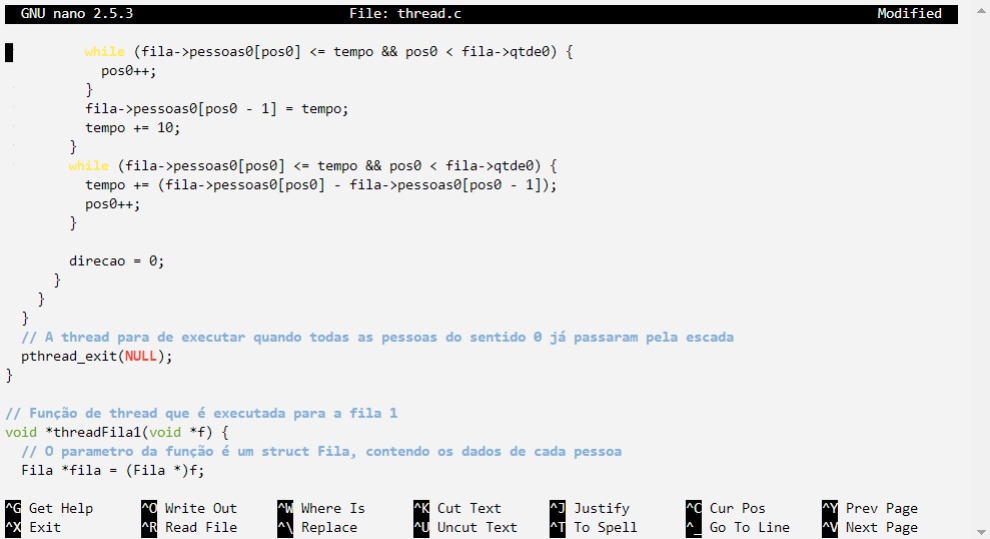 GNU nano 2.5.3 File: thread.c Modified
while (fila->pessoas0[pos0] <= tempo && pos0 < fila->qtde0) {
pos0++;
}
fila->pessoas0[pos0 - 1] = tempo;
tempo += 10;
}
while (fila->pessoas0[pos0] <= tempo && pos0 < fila->qtde0) {
tempo += (fila->pessoas0[pos0] - fila->pessoas0[pos0 - 1]);
pos0++;
}
direcao = 0;
}
}
}
// A thread para de executar quando todas as pessoas do sentido 0 já passaram pela escada
pthread_exit(NULL);
}
// Função de thread que é executada para a fila 1
void *threadFila1(void *f) {
// O parametro da função é um struct Fila, contendo os dados de cada pessoa
Fila *fila = (Fila *)f;
^G Get Help ^O Write Out ^W Where Is ^K Cut Text ^J Justify ^C Cur Pos ^Y Prev Page
^X Exit ^R Read File ^\ Replace ^U Uncut Text ^T To Spell ^_ Go To Line ^V Next Page